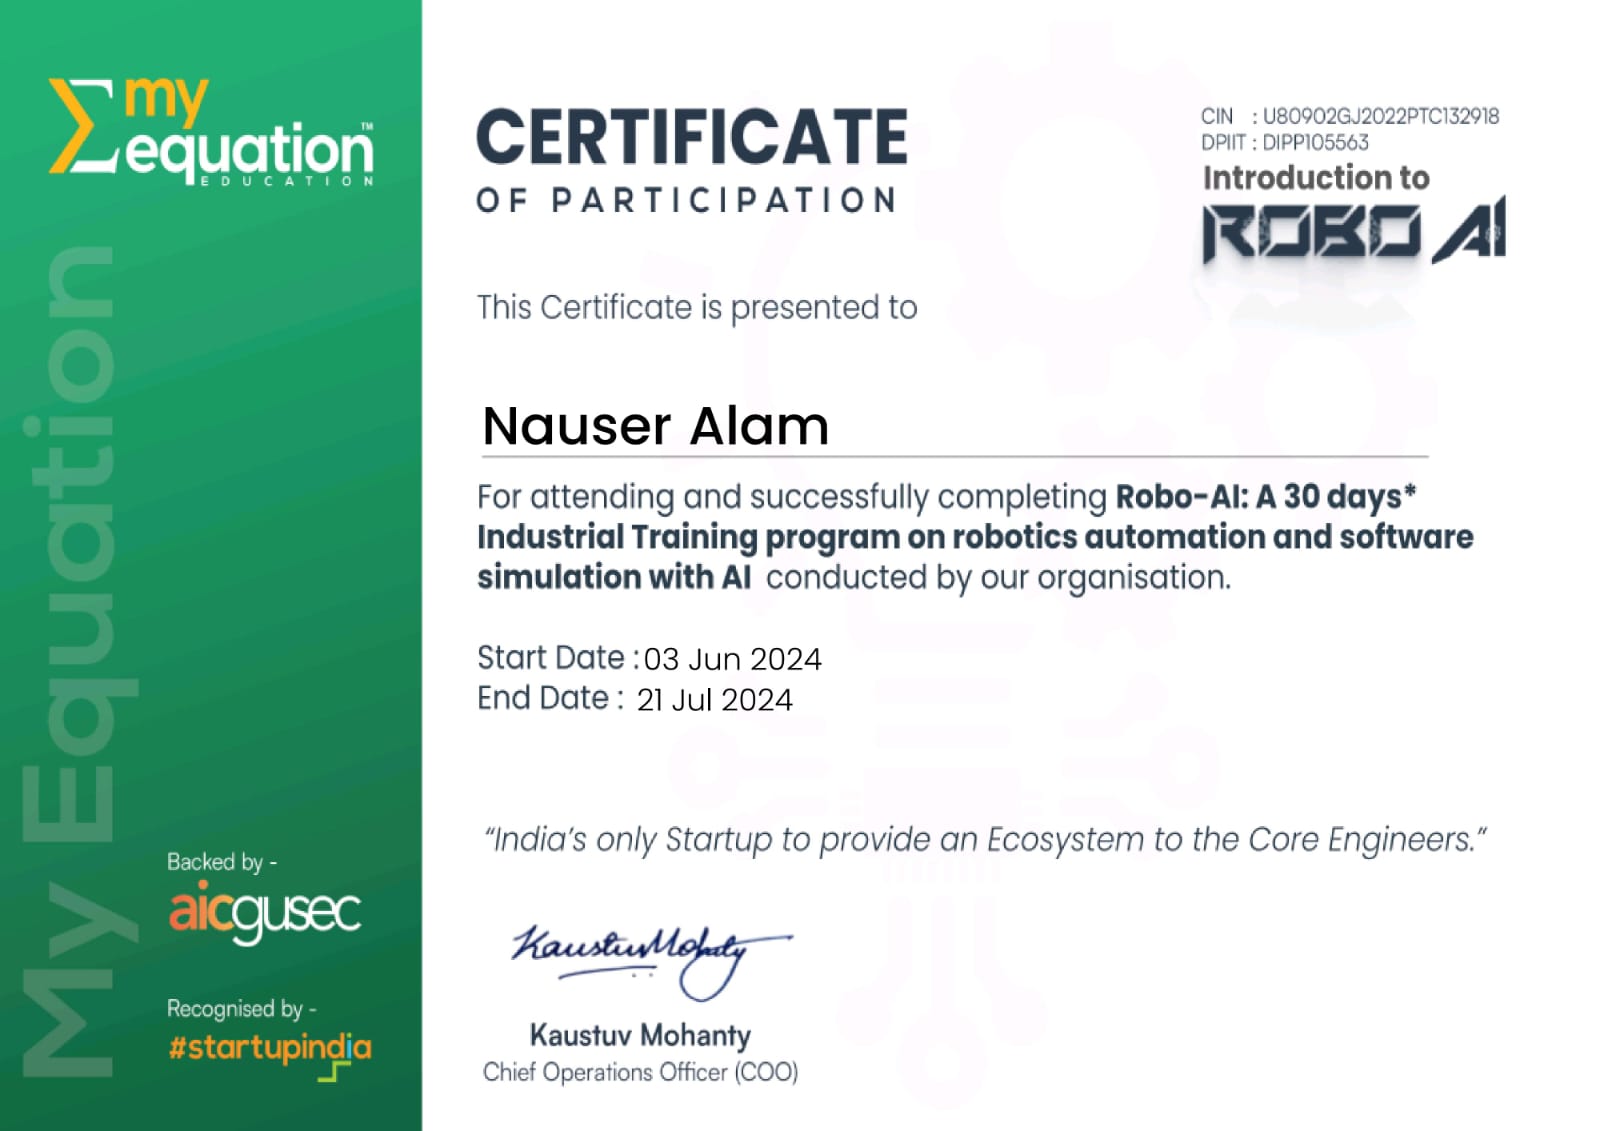 my
equation™
EDUCATION
My Equation
Backed by -
aicgusec
Recognised by -
#startupindia
CERTIFICATE
OF PARTICIPATION
CIN : U80902GJ2022PTC132918
DPIIT : DIPP105563
Introduction to
ROBO AI
This Certificate is presented to
Nauser Alam
For attending and successfully completing Robo-AI: A 30 days*
Industrial Training program on robotics automation and software
simulation with AI conducted by our organisation.
Start Date : 03 Jun 2024
End Date : 21 Jul 2024
“India’s only Startup to provide an Ecosystem to the Core Engineers.”
Kaustuv Mohanty
Kaustuv Mohanty
Chief Operations Officer (COO)